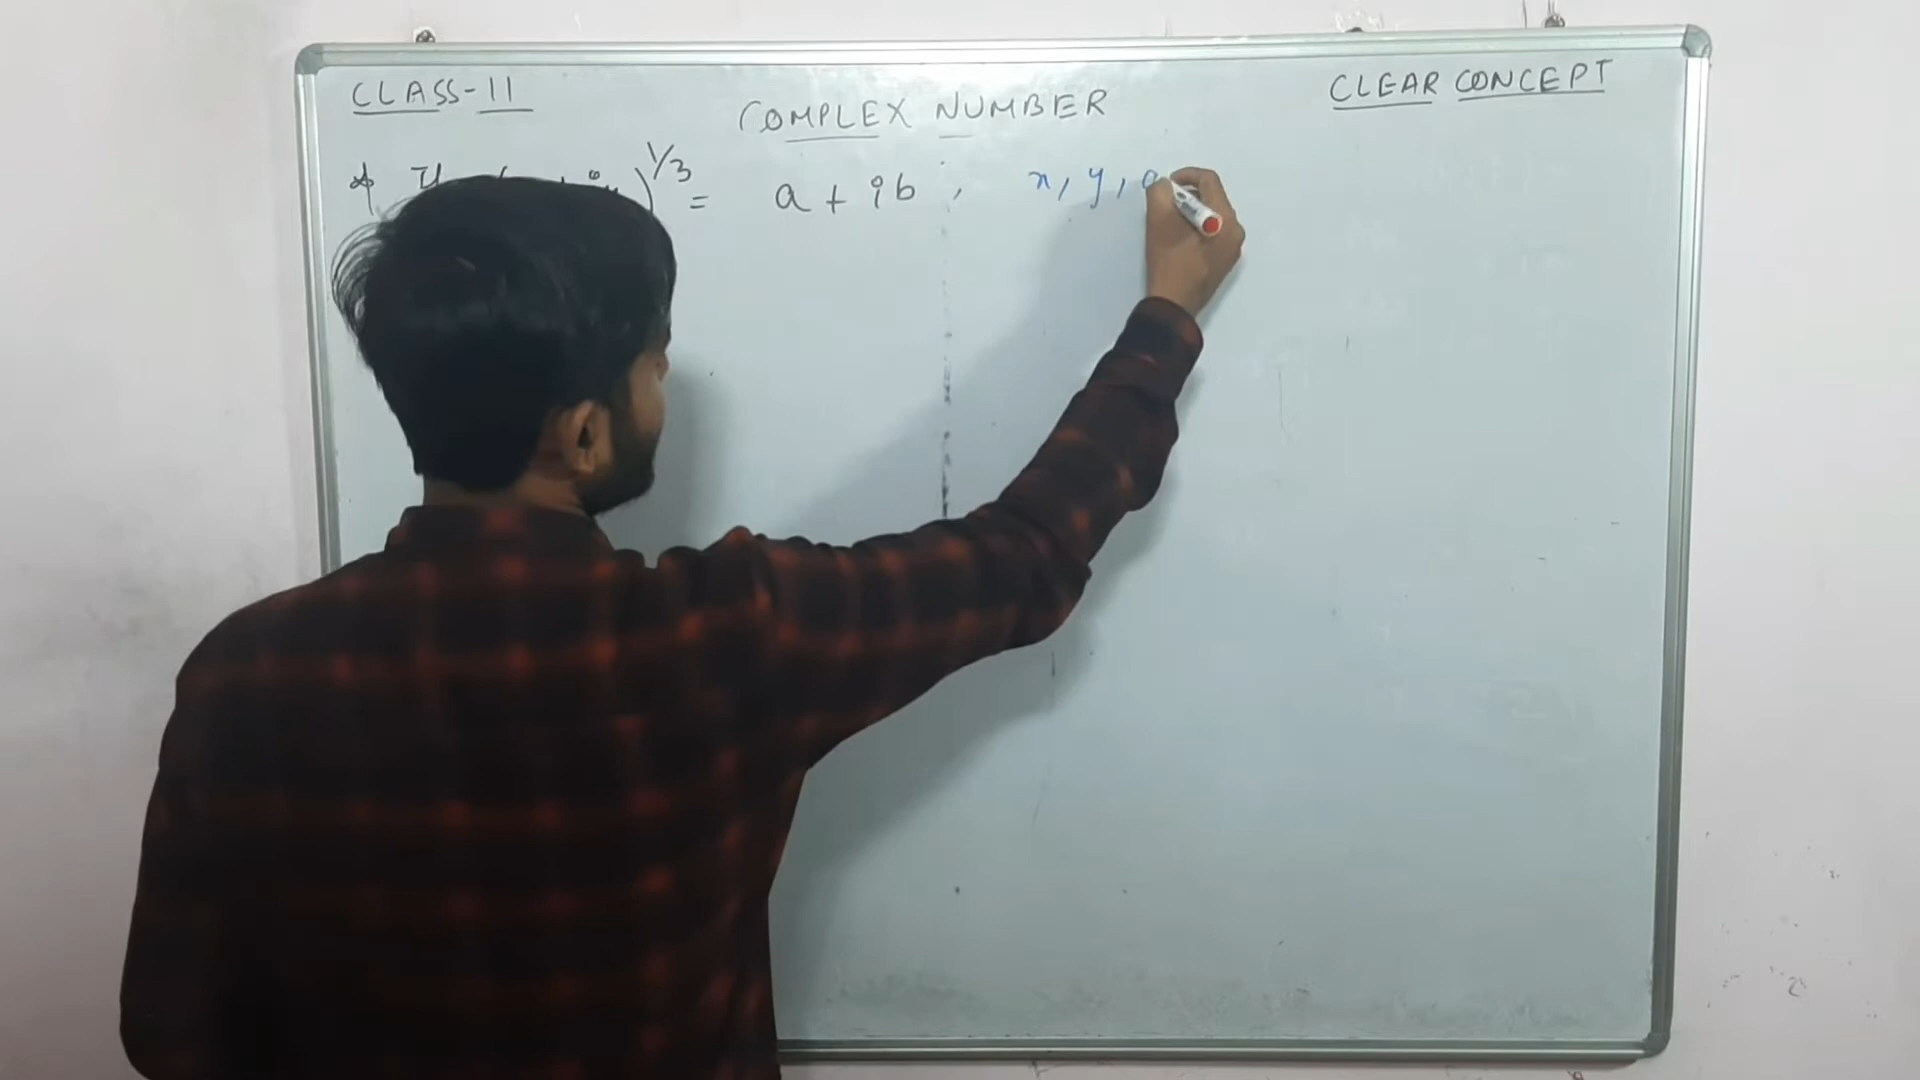 CLASS-11
COMPLEX NUMBER
CLEAR CONCEPT
)^1/3 = a + ib, x, y, a